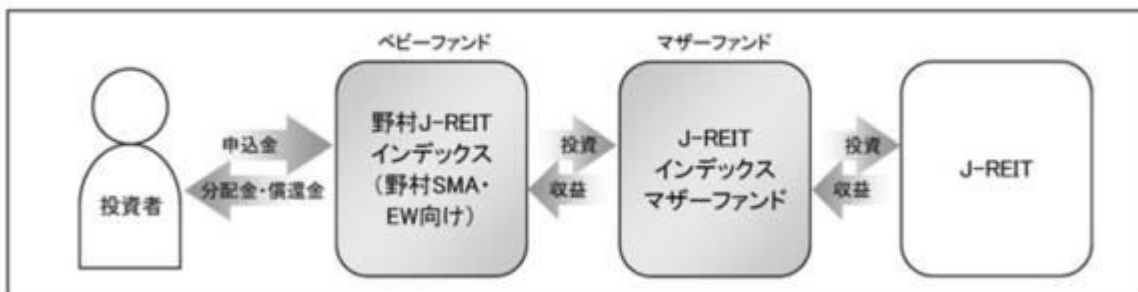 ベビーファンド
マザーファンド
投資者
申込金
分配金・償還金
野村J-REIT
インデックス
(野村SMA・
EW向け)
投資
収益
J-REIT
インデックス
マザーファンド
投資
収益
J-REIT